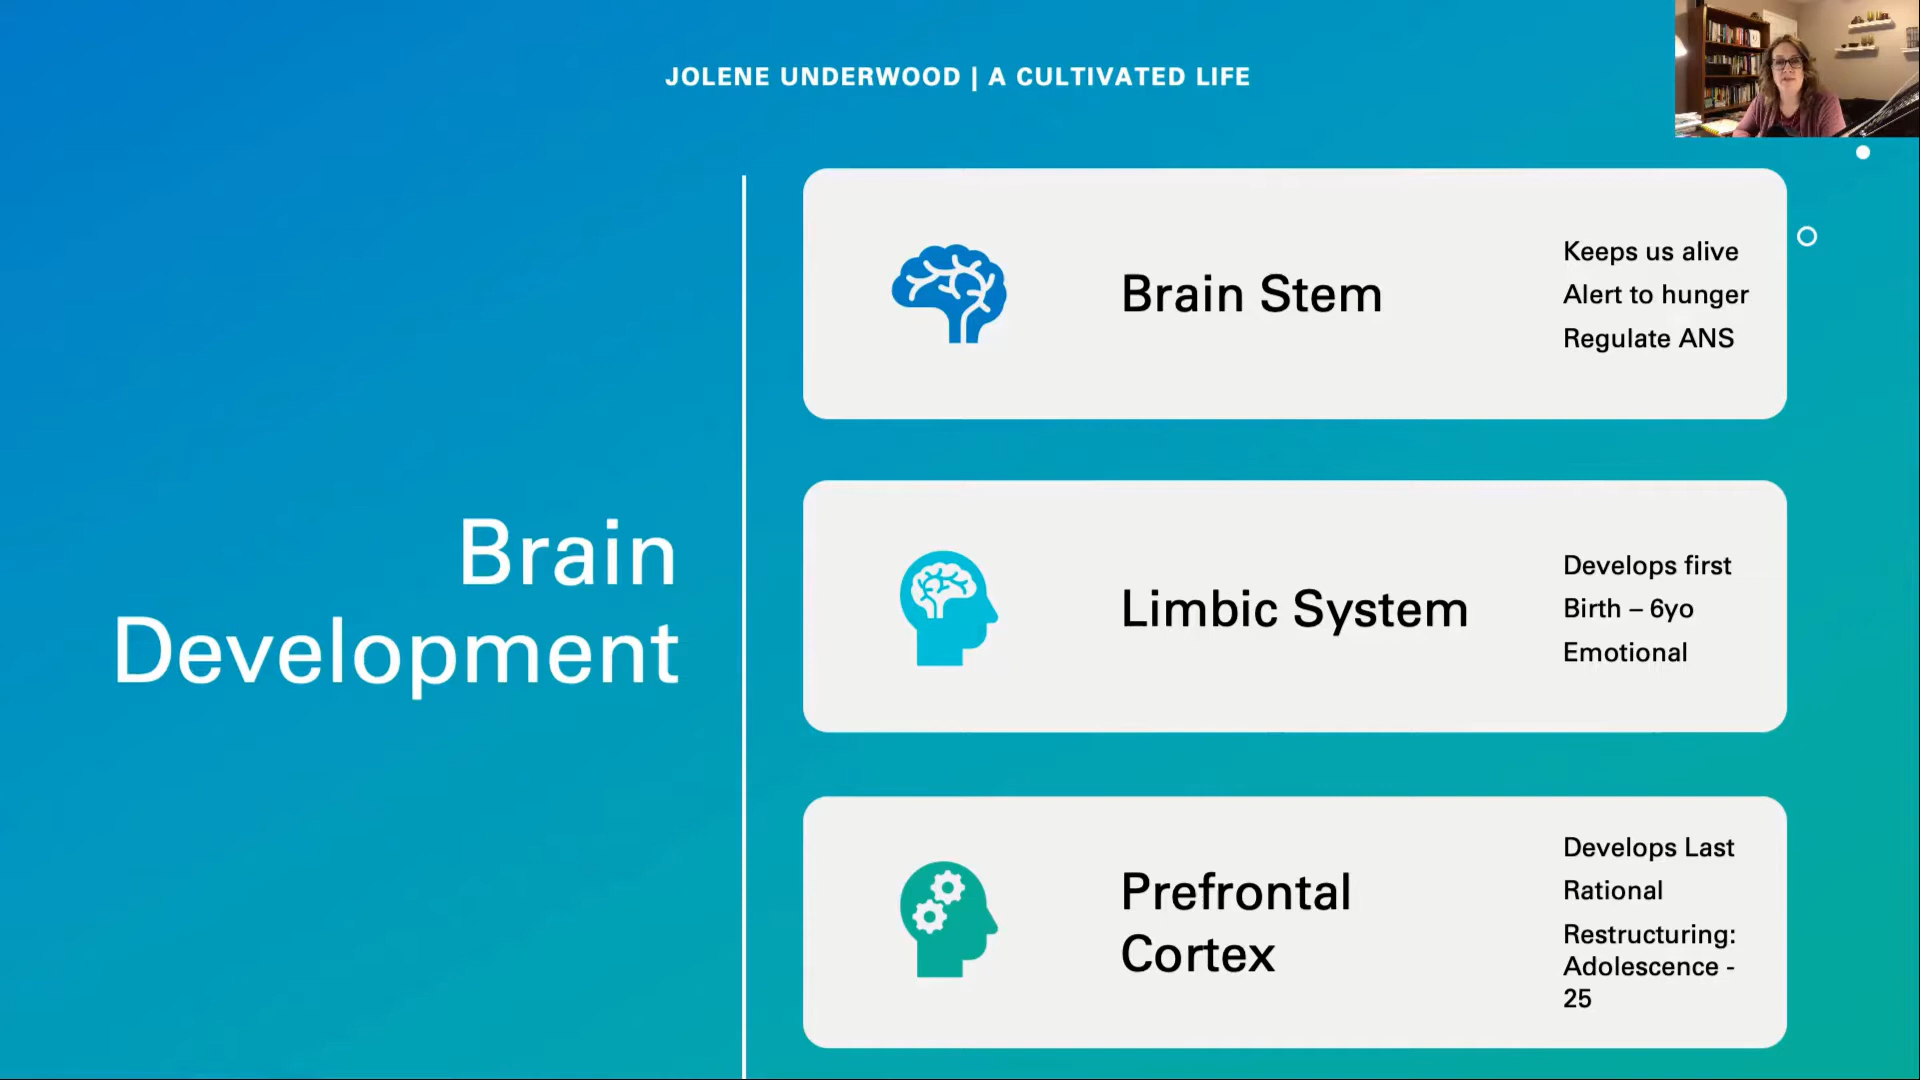 JOLENE UNDERWOOD | A CULTIVATED LIFE
Brain
Development
Brain Stem
Keeps us alive
Alert to hunger
Regulate ANS
Limbic System
Develops first
Birth – 6yo
Emotional
Prefrontal
Cortex
Develops Last
Rational
Restructuring:
Adolescence -
25